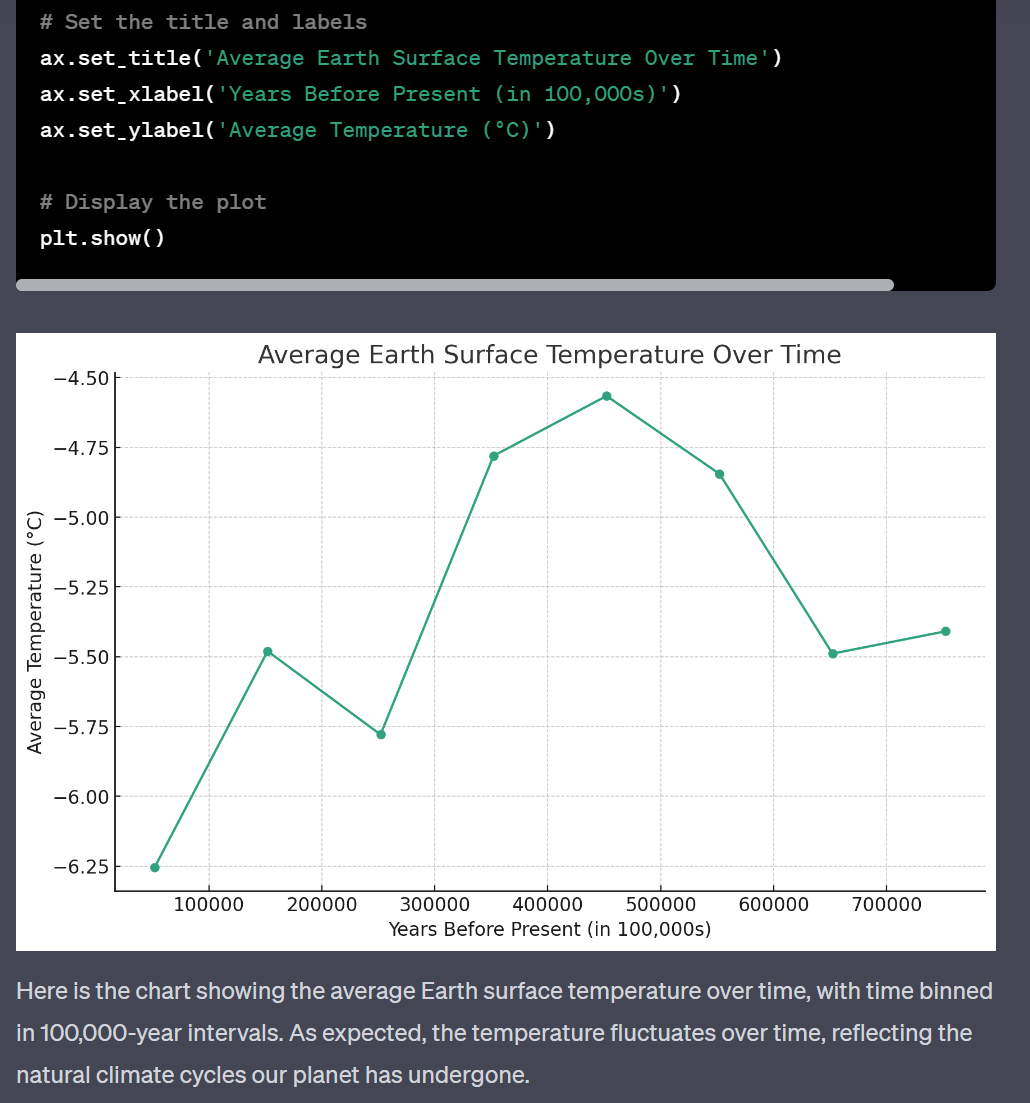 # Set the title and labels
ax.set_title('Average Earth Surface Temperature Over Time')
ax.set_xlabel('Years Before Present (in 100,000s)')
ax.set_ylabel('Average Temperature (°C)')
# Display the plot
plt.show()
Average Earth Surface Temperature Over Time
−4.50
−4.75
−5.00
−5.25
−5.50
−5.75
−6.00
−6.25
Average Temperature (°C)
100000 200000 300000 400000 500000 600000 700000
Years Before Present (in 100,000s)
Here is the chart showing the average Earth surface temperature over time, with time binned
in 100,000-year intervals. As expected, the temperature fluctuates over time, reflecting the
natural climate cycles our planet has undergone.